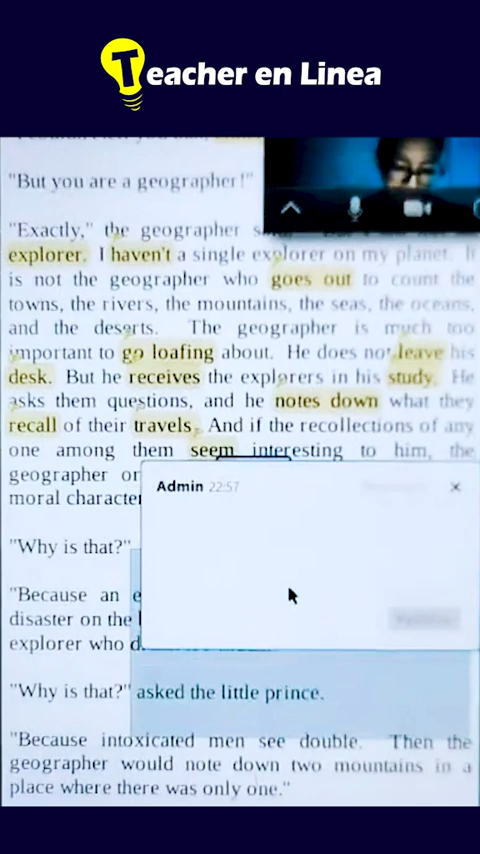 Teacher en Linea
"But you are a geographer!"
"Exactly," the geographer
explorer. I haven't a single explorer on my planet. It
is not the geographer who goes out to count the
towns, the rivers, the mountains, the seas, the oceans,
and the deserts. The geographer is much too
important to go loafing about. He does not leave his
desk. But he receives the explorers in his study. He
asks them questions, and he notes down what they
recall of their travels. And if the recollections of any
one among them seem interesting to him, the
geographer or
moral character
Admin 22:57
"Why is that?"
"Because an e
disaster on the
explorer who d
"Why is that?" asked the little prince.
"Because intoxicated men see double. Then the
geographer would note down two mountains in a
place where there was only one."